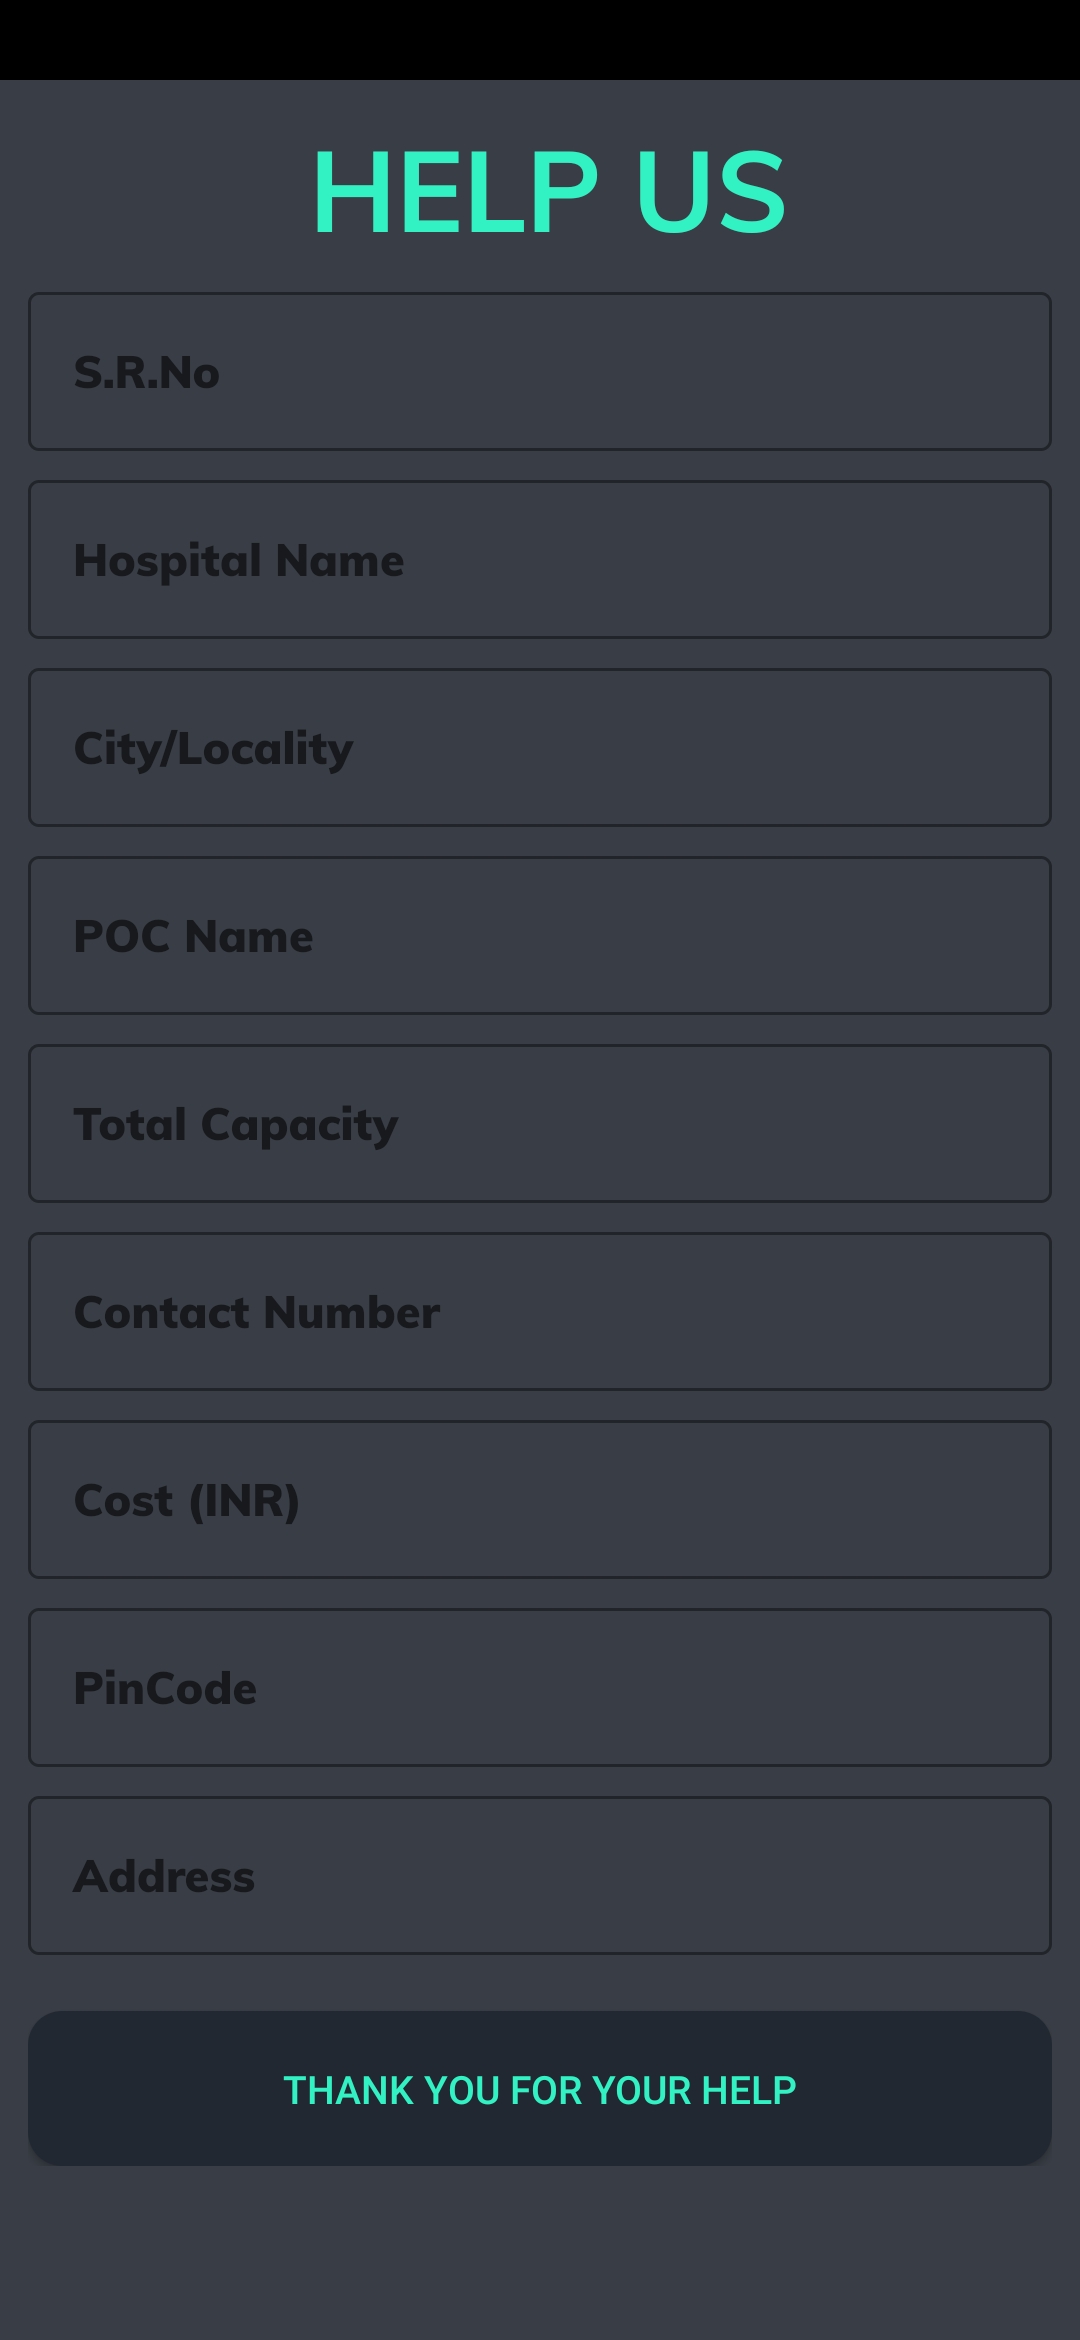 HELP US
S.R.No
Hospital Name
City/Locality
POC Name
Total Capacity
Contact Number
Cost (INR)
PinCode
Address
THANK YOU FOR YOUR HELP